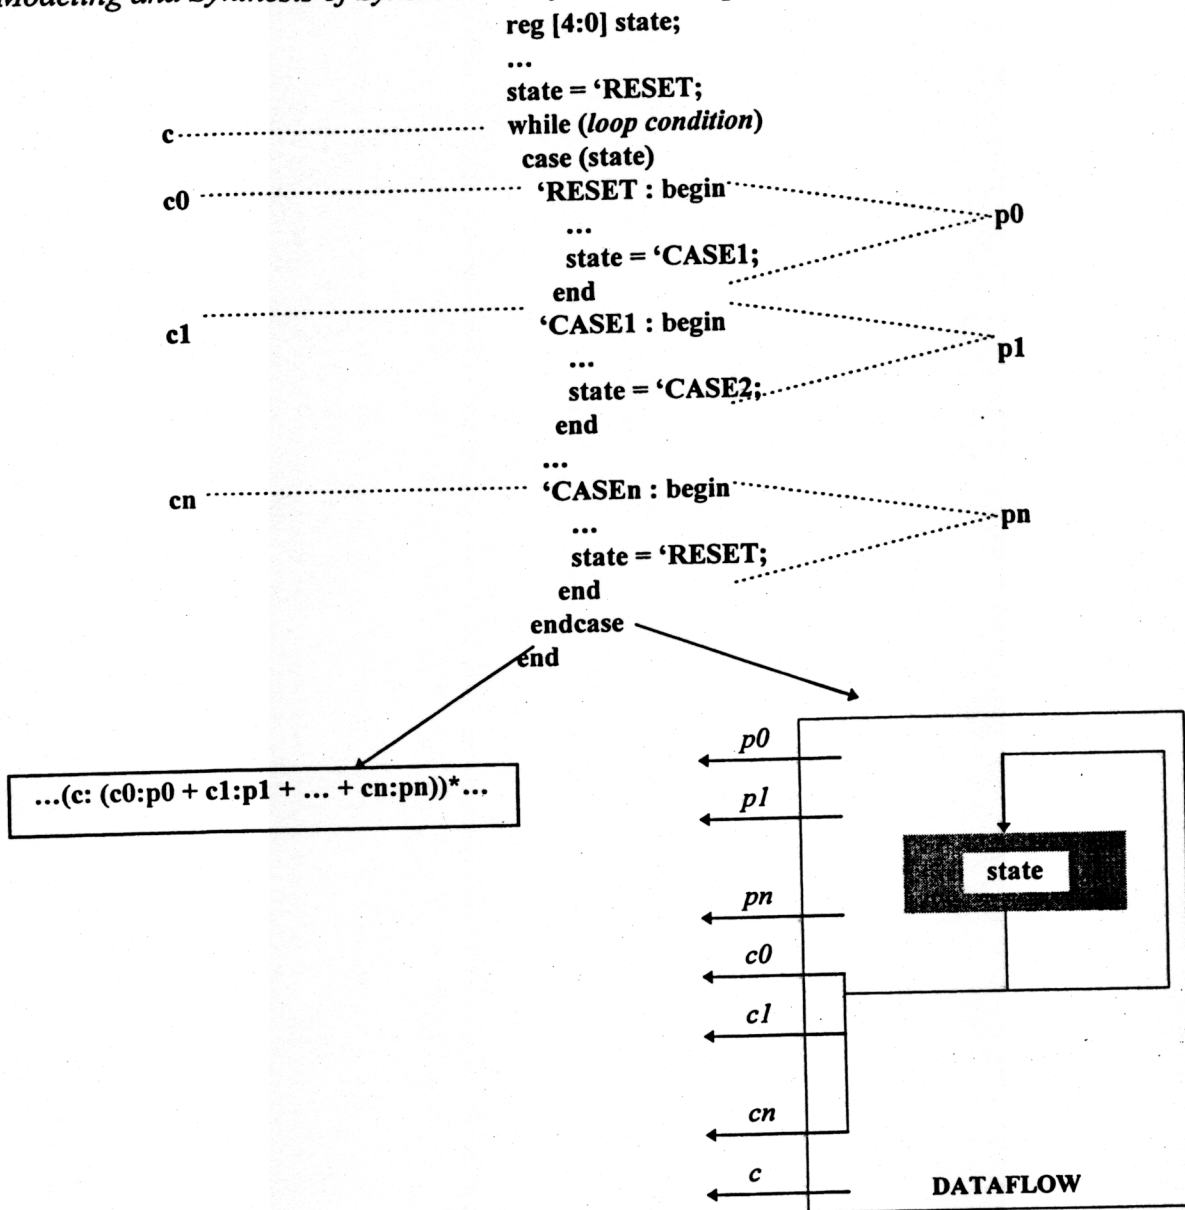 Modeling and Synthesis of
reg [4:0] state;
...
state = ‘RESET;
c while (loop condition)
case (state)
c0 ‘RESET : begin
... p0
state = ‘CASE1;
end
c1 ‘CASE1 : begin
... p1
state = ‘CASE2;
end
...
cn ‘CASEn : begin
... pn
state = ‘RESET;
end
endcase
end
...(c: (c0:p0 + c1:p1 + ... + cn:pn))*...
p0
p1
state
pn
c0
c1
cn
c
DATAFLOW